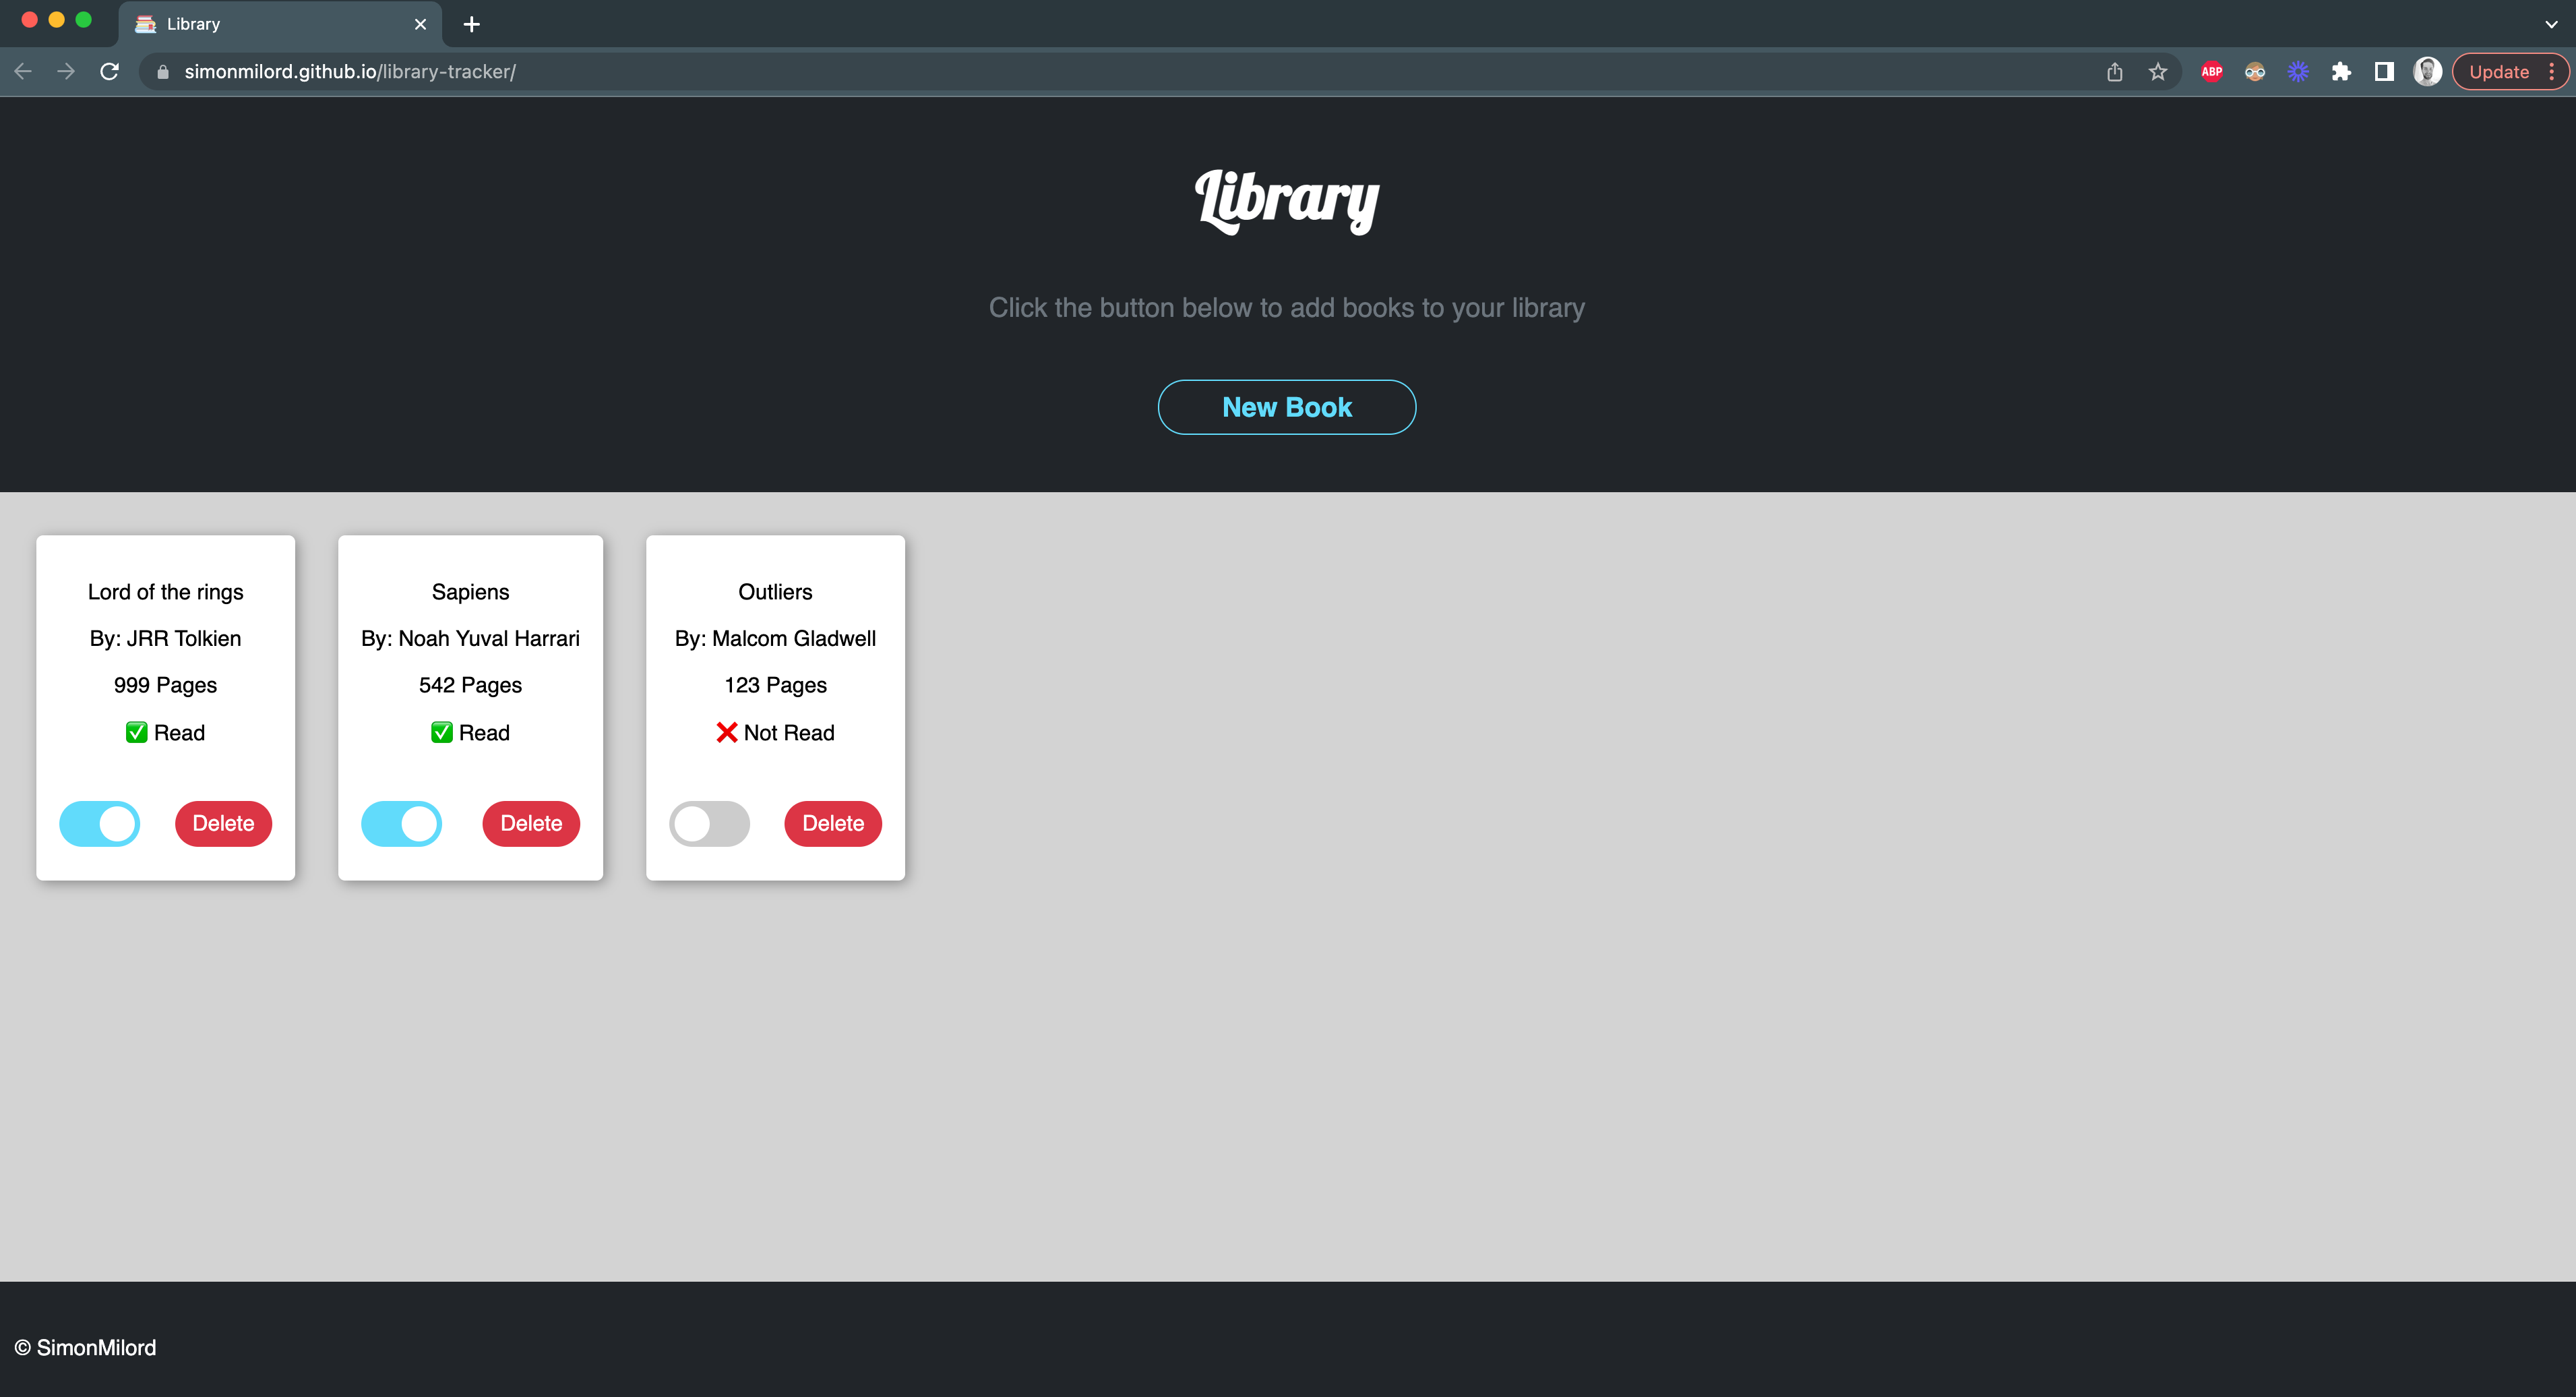 Library
simonmilord.github.io/library-tracker/
ABP
Update
Library
Click the button below to add books to your library
New Book
Lord of the rings
By: JRR Tolkien
999 Pages
✅ Read
Delete
Sapiens
By: Noah Yuval Harrari
542 Pages
✅ Read
Delete
Outliers
By: Malcom Gladwell
123 Pages
❌ Not Read
Delete
© SimonMilord